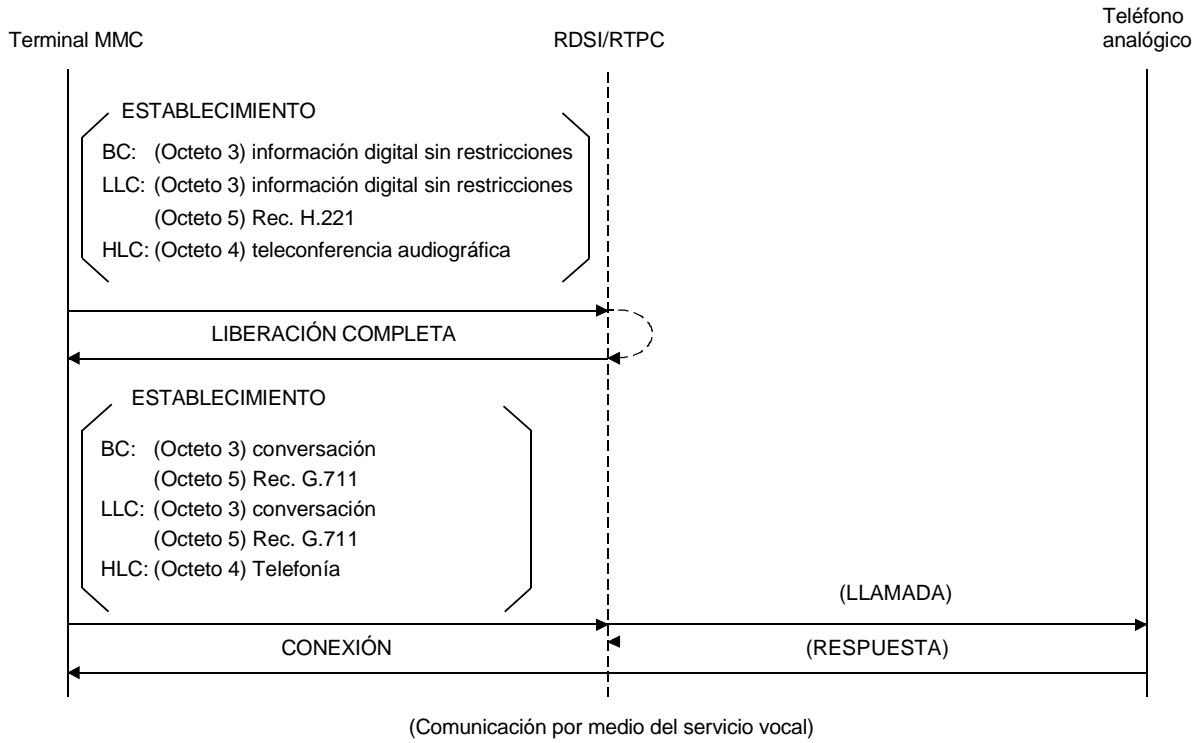 Terminal MMC
RDSI/RTPC
Teléfono
analógico
ESTABLECIMIENTO
BC: (Octeto 3) información digital sin restricciones
LLC: (Octeto 3) información digital sin restricciones
(Octeto 5) Rec. H.221
HLC: (Octeto 4) teleconferencia audiográfica
LIBERACIÓN COMPLETA
ESTABLECIMIENTO
BC: (Octeto 3) conversación
(Octeto 5) Rec. G.711
LLC: (Octeto 3) conversación
(Octeto 5) Rec. G.711
HLC: (Octeto 4) Telefonía
(LLAMADA)
CONEXIÓN
(RESPUESTA)
(Comunicación por medio del servicio vocal)